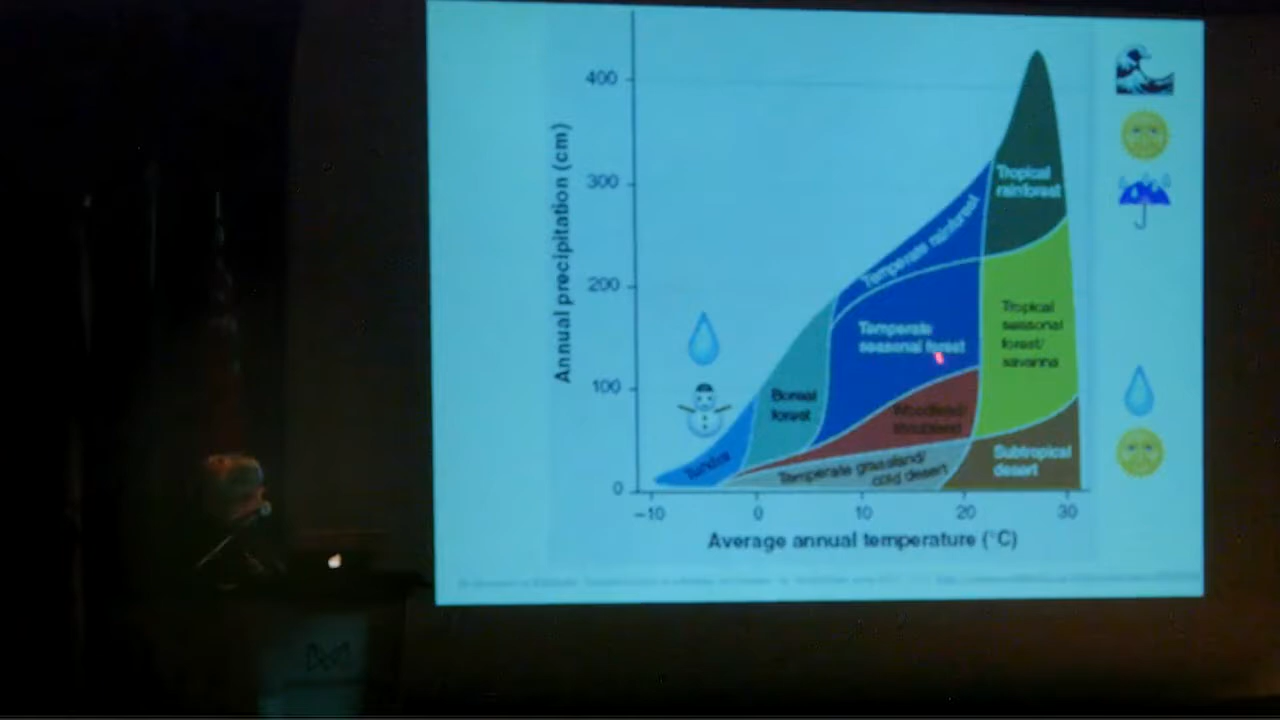 400
300
200
100
0
Annual precipitation (cm)
Tropical
rainforest
Temperate rainforest
Temperate
seasonal forest
Tropical
seasonal
forest/
savanna
Boreal
forest
Woodland/
shrubland
Tundra
Temperate grassland/
cold desert
Subtropical
desert
−10
0
10
20
30
Average annual temperature (°C)